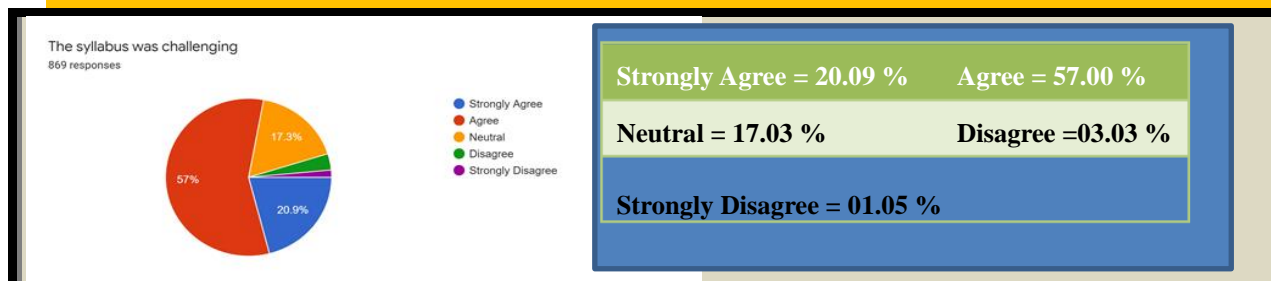 The syllabus was challenging
869 responses
17.3%
57%
20.9%
Strongly Agree
Agree
Neutral
Disagree
Strongly Disagree
Strongly Agree = 20.09 % Agree = 57.00 %
Neutral = 17.03 % Disagree =03.03 %
Strongly Disagree = 01.05 %